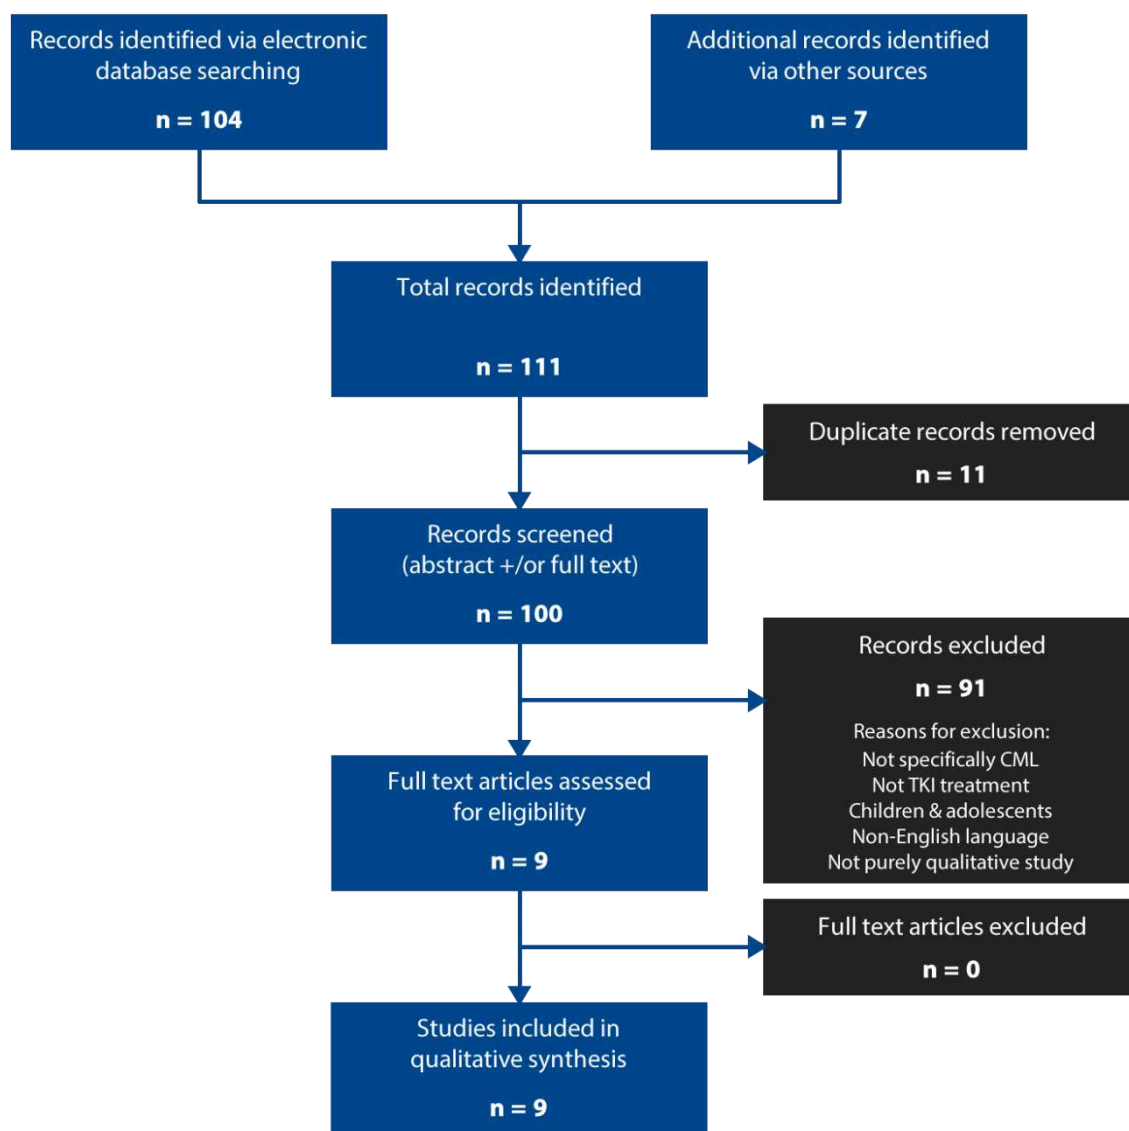 Records identified via electronic
database searching
n = 104
Additional records identified
via other sources
n = 7
Total records identified
n = 111
Duplicate records removed
n = 11
Records screened
(abstract +/or full text)
n = 100
Records excluded
n = 91
Reasons for exclusion:
Not specifically CML
Not TKI treatment
Children & adolescents
Non-English language
Not purely qualitative study
Full text articles assessed
for eligibility
n = 9
Full text articles excluded
n = 0
Studies included in
qualitative synthesis
n = 9